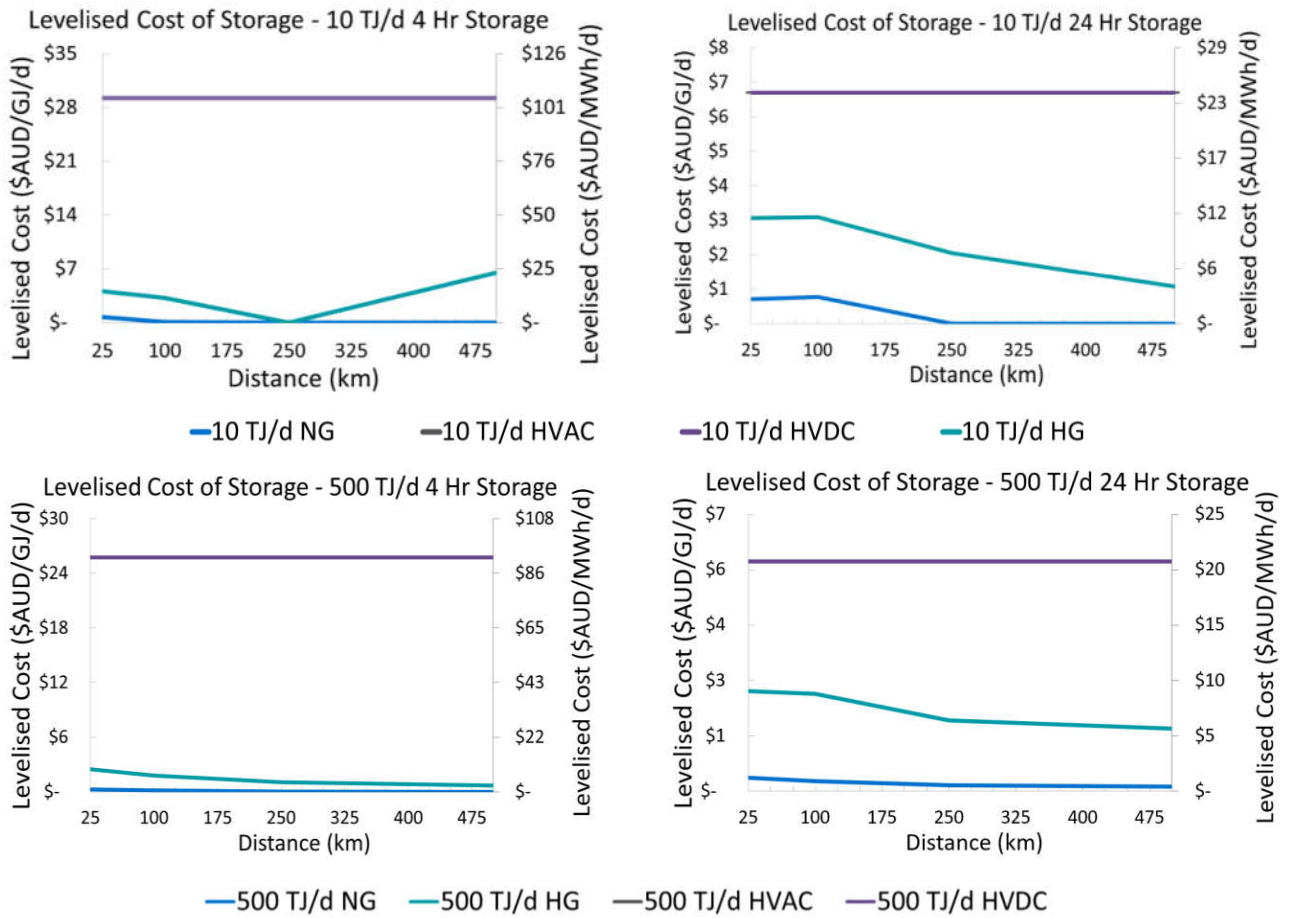 Levelised Cost of Storage - 10 TJ/d 4 Hr Storage
Levelised Cost ($AUD/GJ/d)
$35
$28
$21
$14
$7
$-
$126
$101
$76
$50
$25
$-
Levelised Cost ($AUD/MWh/d)
25 100 175 250 325 400 475
Distance (km)
Levelised Cost of Storage - 10 TJ/d 24 Hr Storage
Levelised Cost ($AUD/GJ/d)
$8
$7
$6
$5
$4
$3
$2
$1
$-
$29
$23
$17
$12
$6
$-
Levelised Cost ($AUD/MWh/d)
25 100 175 250 325 400 475
Distance (km)
10 TJ/d NG 10 TJ/d HVAC 10 TJ/d HVDC 10 TJ/d HG
Levelised Cost of Storage - 500 TJ/d 4 Hr Storage
Levelised Cost ($AUD/GJ/d)
$30
$24
$18
$12
$6
$-
$108
$86
$65
$43
$22
$-
Levelised Cost ($AUD/MWh/d)
25 100 175 250 325 400 475
Distance (km)
Levelised Cost of Storage - 500 TJ/d 24 Hr Storage
Levelised Cost ($AUD/GJ/d)
$7
$6
$4
$3
$1
$-
$25
$20
$15
$10
$5
$-
Levelised Cost ($AUD/MWh/d)
25 100 175 250 325 400 475
Distance (km)
500 TJ/d NG 500 TJ/d HG 500 TJ/d HVAC 500 TJ/d HVDC